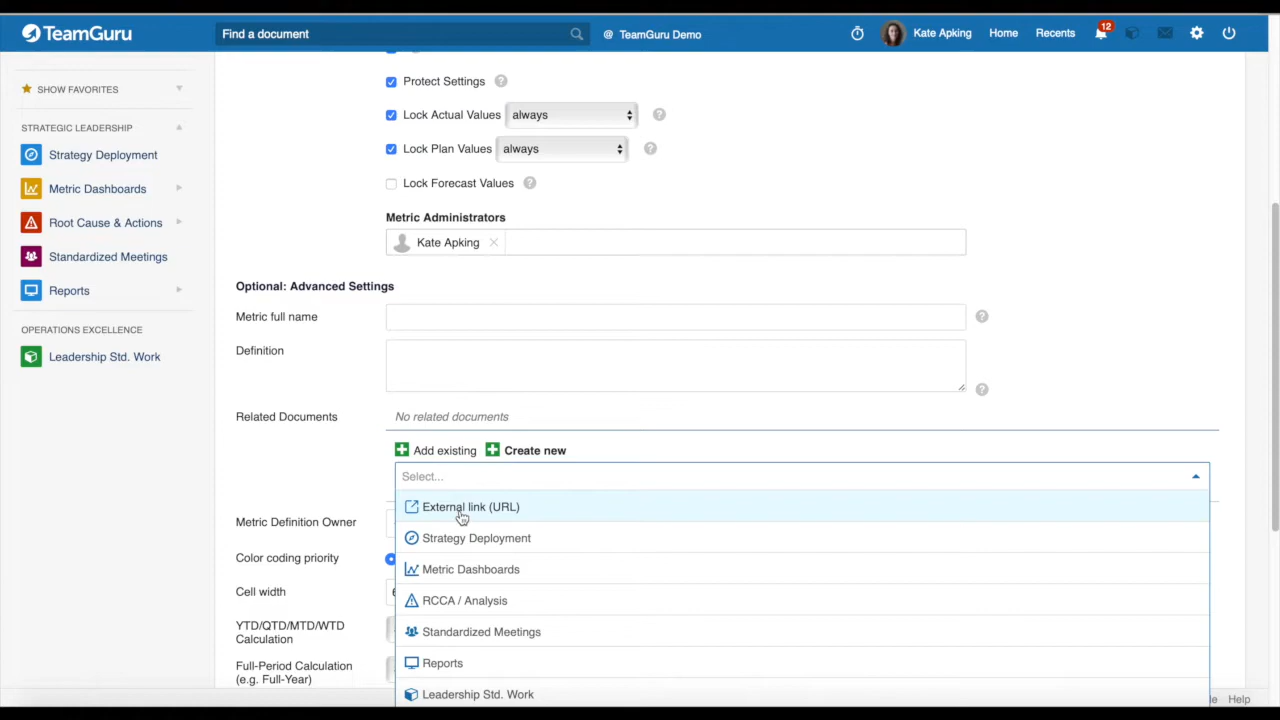 TeamGuru
Find a document
@ TeamGuru Demo
Kate Apking
Home
Recents
12
SHOW FAVORITES
STRATEGIC LEADERSHIP
Strategy Deployment
Metric Dashboards
Root Cause & Actions
Standardized Meetings
Reports
OPERATIONS EXCELLENCE
Leadership Std. Work
Protect Settings ?
Lock Actual Values always ?
Lock Plan Values always ?
Lock Forecast Values ?
Metric Administrators
Kate Apking
Optional: Advanced Settings
Metric full name ?
Definition ?
Related Documents No related documents
Add existing Create new
Select...
External link (URL)
Strategy Deployment
Metric Dashboards
RCCA / Analysis
Standardized Meetings
Reports
Leadership Std. Work
Metric Definition Owner
Color coding priority
Cell width
YTD/QTD/MTD/WTD
Calculation
Full-Period Calculation
(e.g. Full-Year)
Help